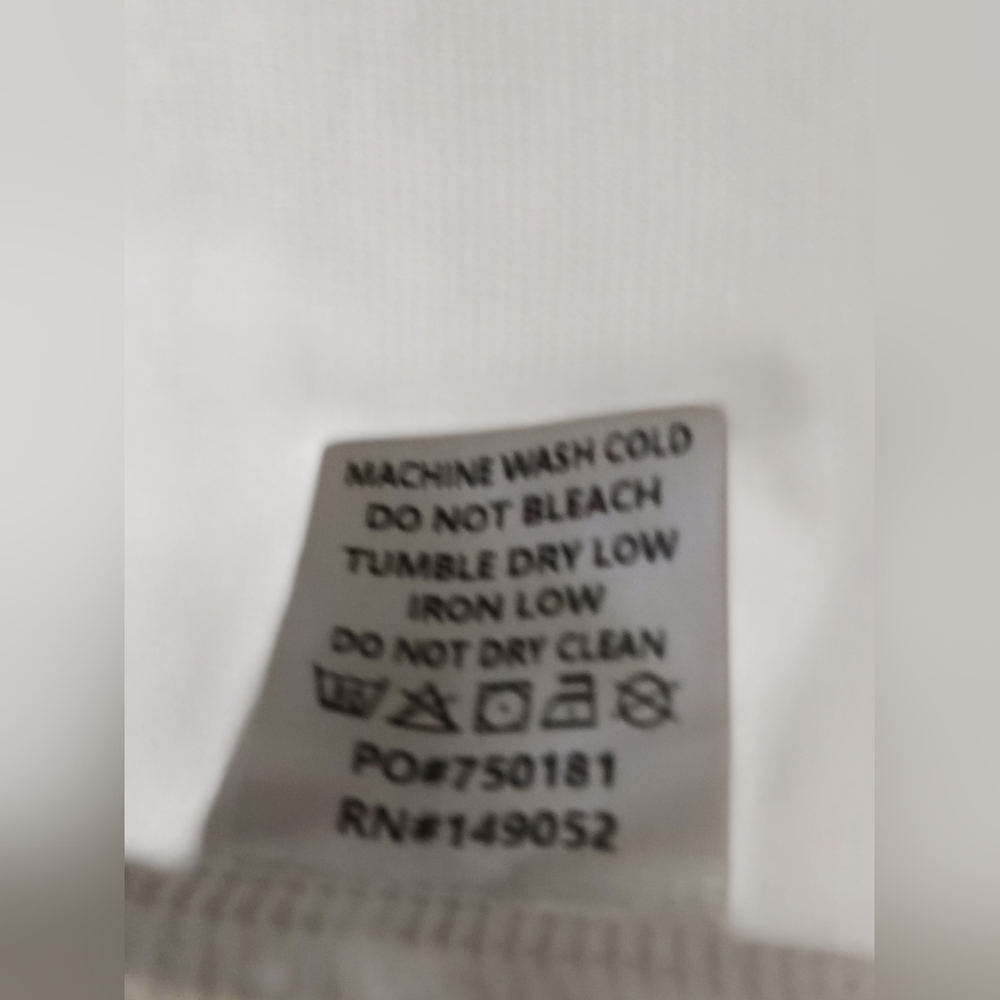 MACHINE WASH COLD
DO NOT BLEACH
TUMBLE DRY LOW
IRON LOW
DO NOT DRY CLEAN
PO#750181
RN#149052